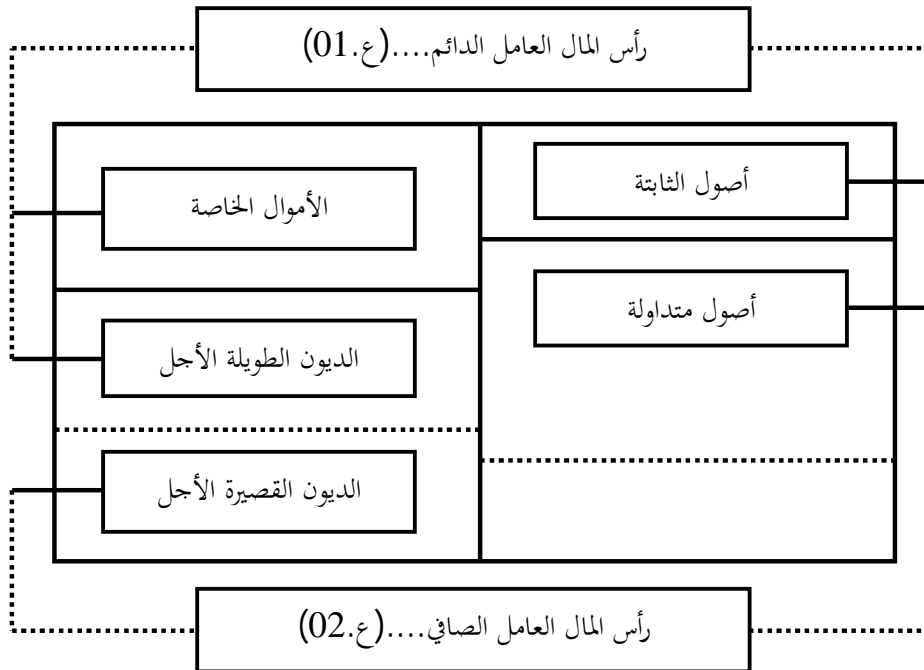 رأس المال العامل الدائم....(ع.01)
أصول الثابتة
الأموال الخاصة
أصول متداولة
الديون الطويلة الأجل
الديون القصيرة الأجل
رأس المال العامل الصافي....(ع.02)